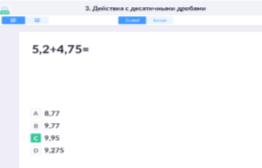 3. Действия с десятичными дробями
5,2+4,75=
A 8,77
B 9,77
C 9,95
D 9,275